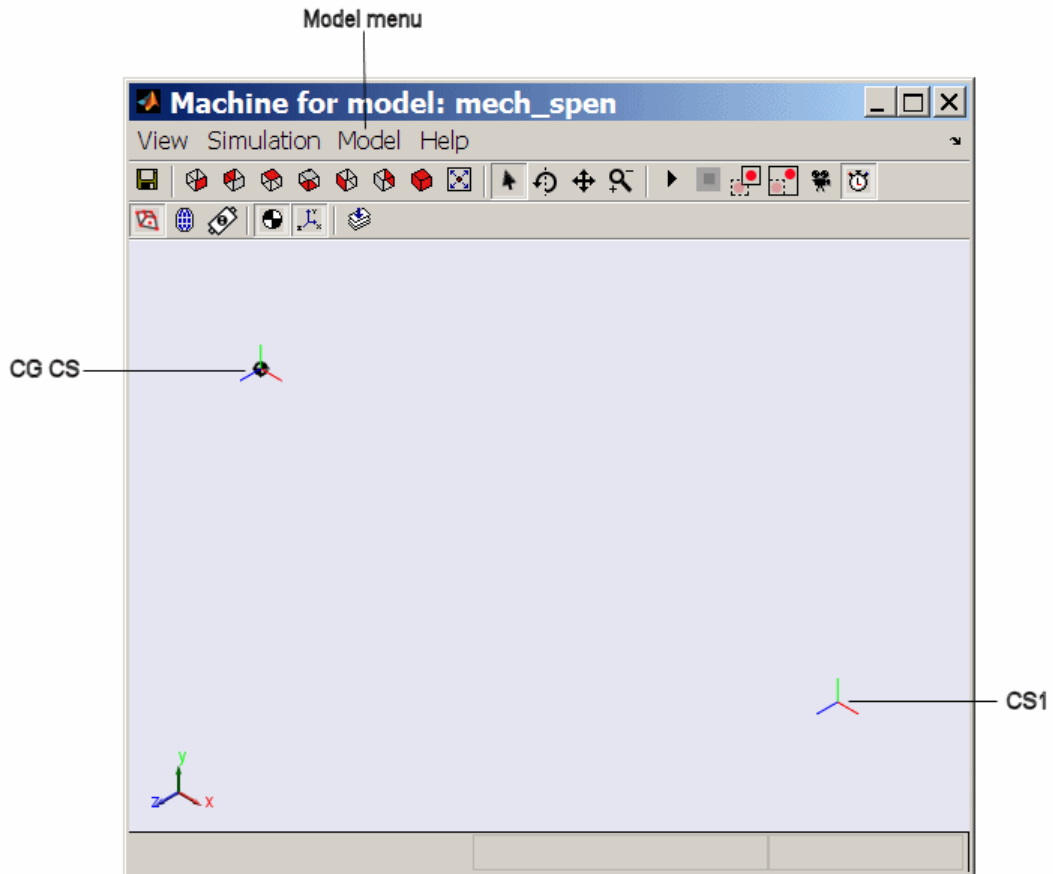 Model menu
Machine for model: mech_spen
View Simulation Model Help
CG CS
CS1
y
z x